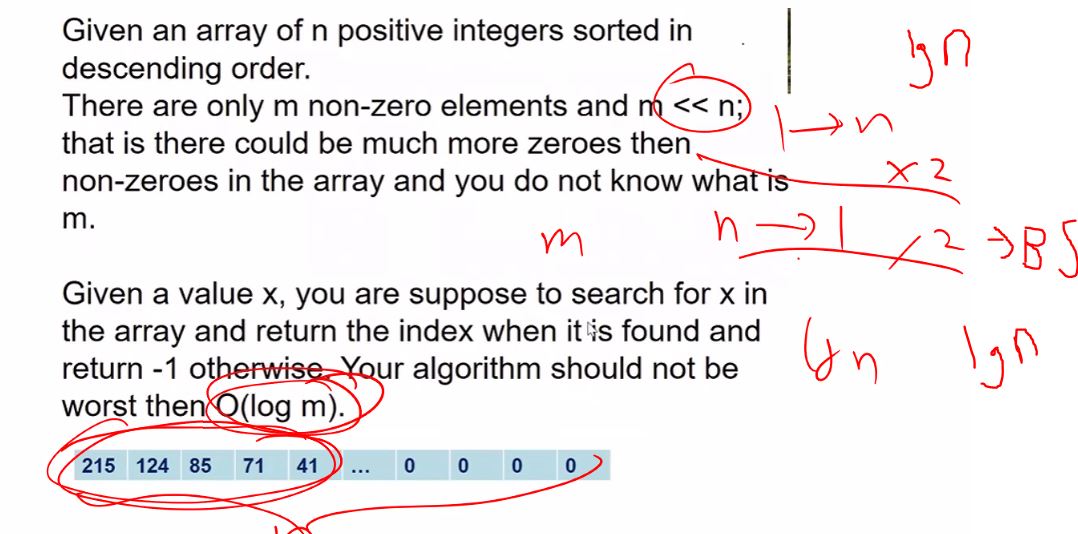 Given an array of n positive integers sorted in
descending order.
There are only m non-zero elements and m << n;
that is there could be much more zeroes then
non-zeroes in the array and you do not know what is
m.
Given a value x, you are suppose to search for x in
the array and return the index when it is found and
return -1 otherwise. Your algorithm should not be
worst then O(log m).
215 124 85 71 41 ... 0 0 0 0
lg n
1 → n
x 2
n → 1
/ 2 → B S
m
lg n